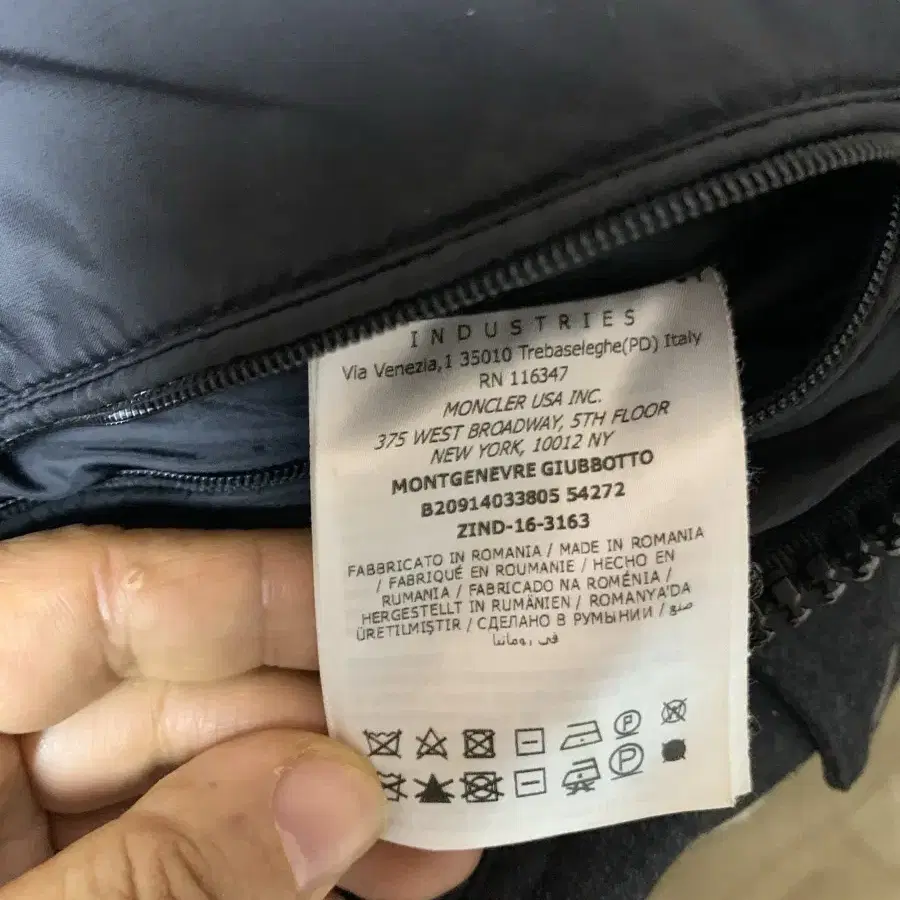 INDUSTRIES
Via Venezia,1 35010 Trebaseleghe(PD) Italy
RN 116347
MONCLER USA INC.
375 WEST BROADWAY, 5TH FLOOR
NEW YORK, 10012 NY
MONTGENEVRE GIUBBOTTO
B20914033805 54272
ZIND-16-3163
FABBRICATO IN ROMANIA / MADE IN ROMANIA
/ FABRIQUÉ EN ROUMANIE / HECHO EN
RUMANIA / FABRICADO NA ROMÉNIA /
HERGESTELLT IN RUMÄNIEN / ROMANYA'DA
ÜRETILMIŞTIR / СДЕЛАНО В РУМЫНИИ / صنع
في رومانيا
P
P